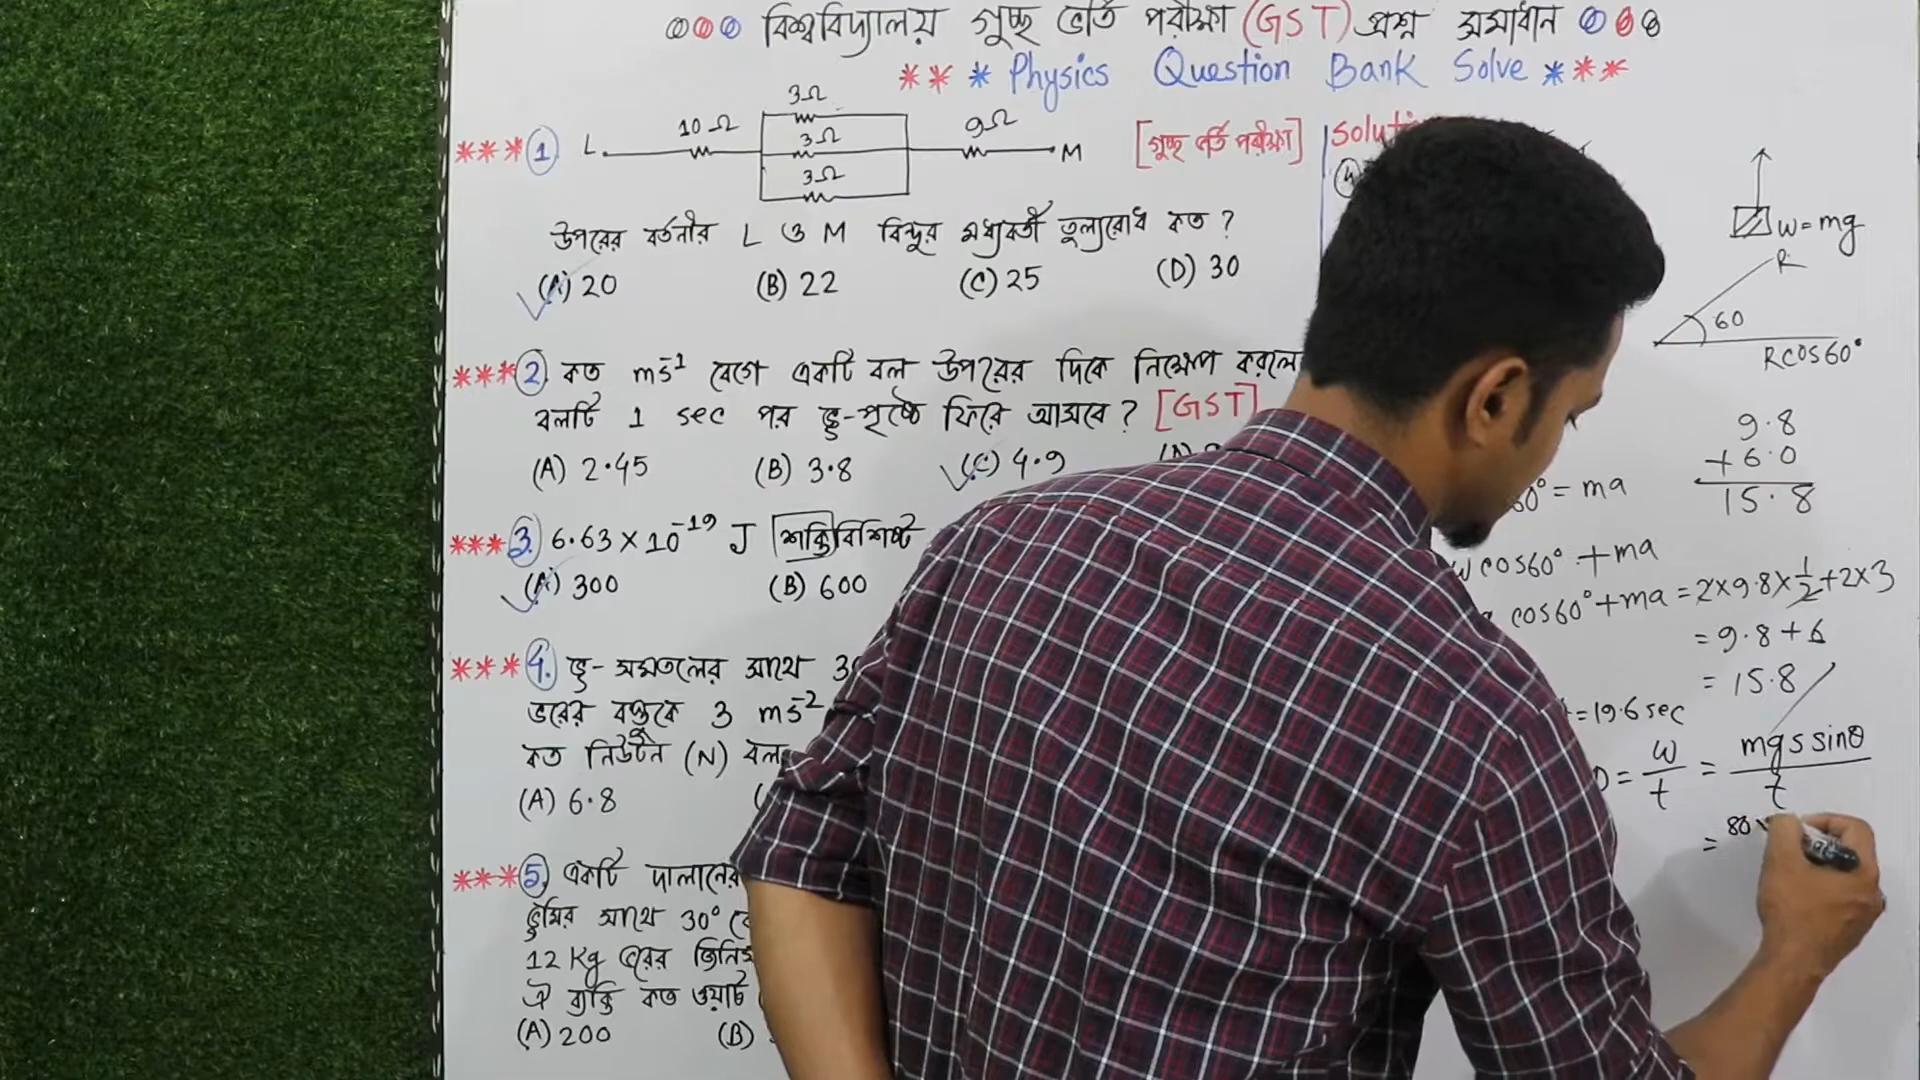 বিশ্ববিদ্যালয় গুচ্ছ ভর্তি পরীক্ষা (GST) প্রশ্ন সমাধান
*** Physics Question Bank Solve ***
*** 1 L 10Ω 3Ω 3Ω 3Ω 9Ω M [গুচ্ছ ভর্তি পরীক্ষা]
উপরের বর্তনীর L ও M বিন্দুর মধ্যবর্তী তুল্যরোধ কত ?
(A) 20 (B) 22 (C) 25 (D) 30
*** 2. কত ms⁻¹ বেগে একটি বল উপরের দিকে নিক্ষেপ করলে
বলটি 1 sec পর ভূ-পৃষ্ঠে ফিরে আসবে ? [GST]
(A) 2.45 (B) 3.8 (C) 4.9
*** 3. 6.63×10⁻¹⁹ J শক্তিবিশিষ্ট
(A) 300 (B) 600
*** 4. ভূ-সমতলের সাথে
ভরের বস্তুকে 3 ms⁻²
কত নিউটন (N) বল
(A) 6.8
*** 5. একটি দালানের
ভূমির সাথে 30°
12 Kg ভরের
ঐ ব্যক্তি কত ওয়াট
(A) 200 (B)
W=mg
R
60
Rcos60°
9.8
+6.0
15.8
60° = ma
W cos60° + ma
cos60° + ma = 2×9.8×1/2+2×3
= 9.8+6
= 15.8
=19.6 sec
= W/t = mgs sinθ/t
= 80